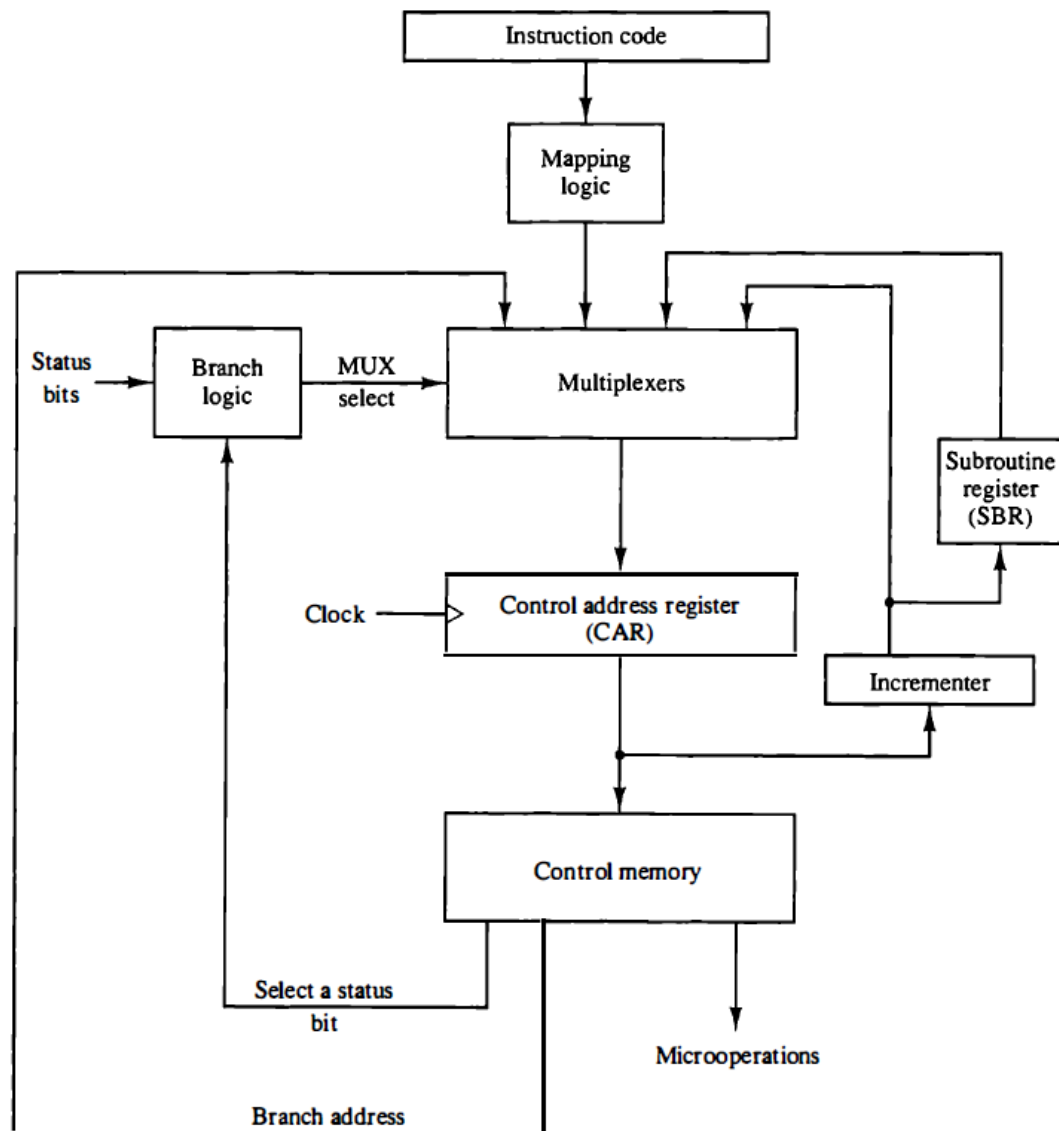 Instruction code
Mapping
logic
Status
bits
Branch
logic
MUX
select
Multiplexers
Subroutine
register
(SBR)
Clock
Control address register
(CAR)
Incrementer
Control memory
Select a status
bit
Microoperations
Branch address